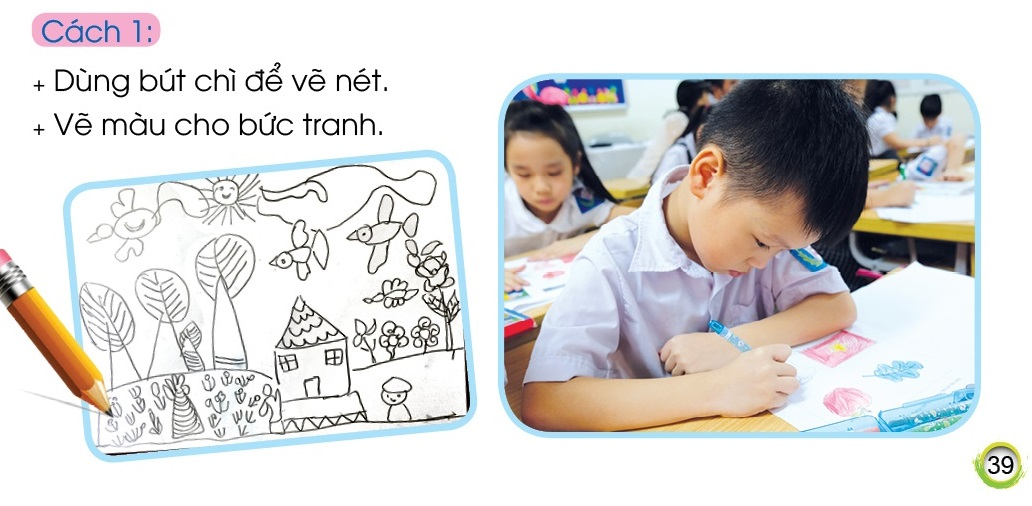 Cách 1:
+ Dùng bút chì để vẽ nét.
+ Vẽ màu cho bức tranh.
39